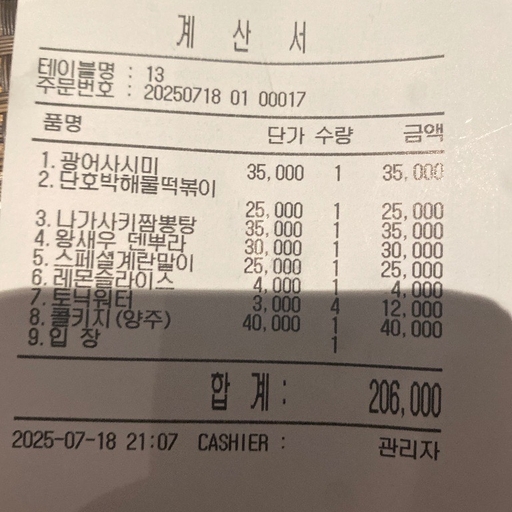 계 산 서
테이블명 : 13
주문번호 : 20250718 01 00017
품명 단가 수량 금액
1. 광어사시미 35,000 1 35,000
2. 단호박해물떡볶이
25,000 1 25,000
3. 나가사키짬뽕탕 35,000 1 35,000
4. 왕새우 덴뿌라 30,000 1 30,000
5. 스페셜계란말이 25,000 1 25,000
6. 레몬슬라이스 4,000 1 4,000
7. 토닉워터 3,000 4 12,000
8. 콜키지(양주) 40,000 1 40,000
9. 입 장 1
합 계 : 206,000
2025-07-18 21:07 CASHIER : 관리자